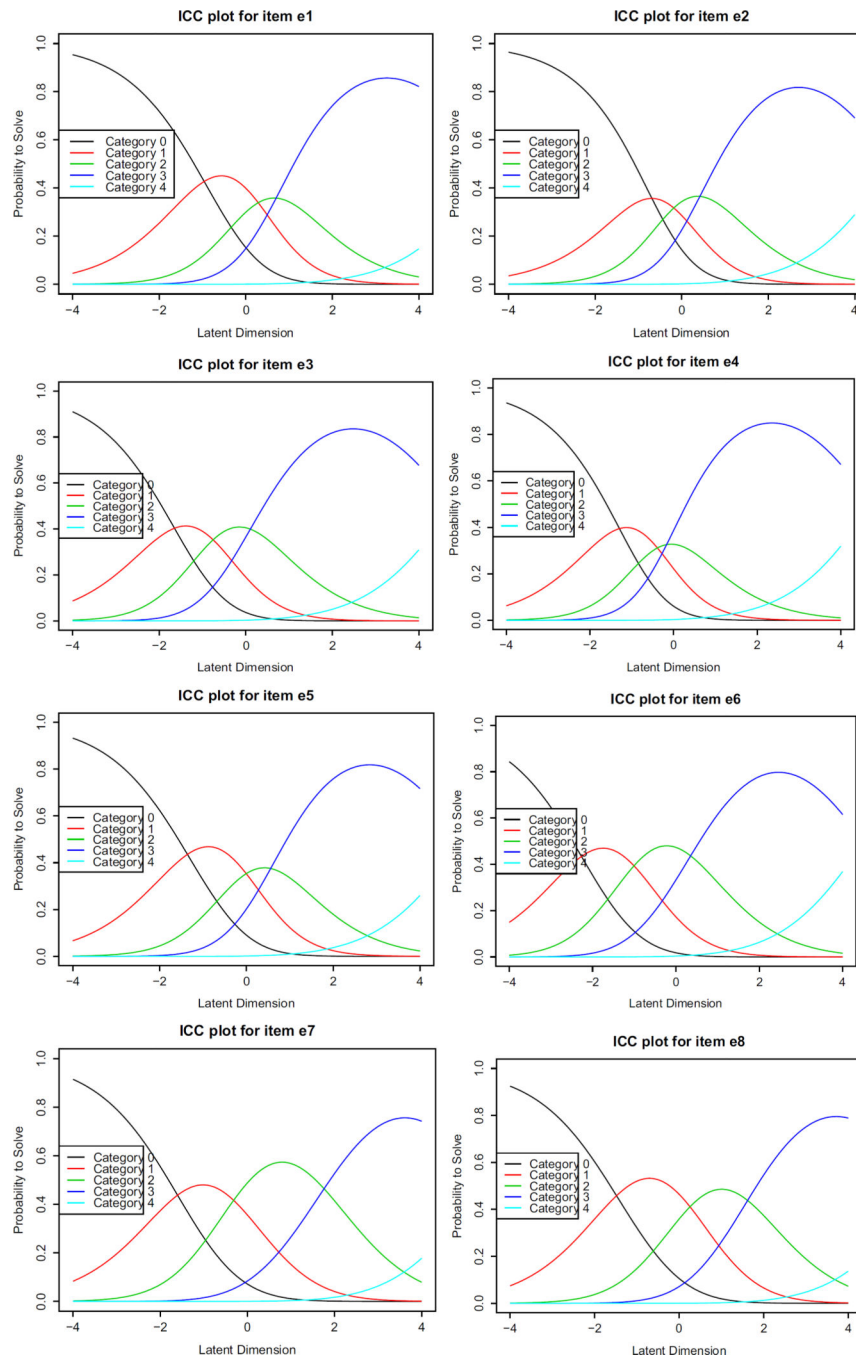 ICC plot for item e1
1.0
0.8
0.6
0.4
0.2
0.0
Probability to Solve
Category 0
Category 1
Category 2
Category 3
Category 4
−4
−2
0
2
4
Latent Dimension
ICC plot for item e2
1.0
0.8
0.6
0.4
0.2
0.0
Probability to Solve
Category 0
Category 1
Category 2
Category 3
Category 4
−4
−2
0
2
4
Latent Dimension
ICC plot for item e3
1.0
0.8
0.6
0.4
0.2
0.0
Probability to Solve
Category 0
Category 1
Category 2
Category 3
Category 4
−4
−2
0
2
4
Latent Dimension
ICC plot for item e4
1.0
0.8
0.6
0.4
0.2
0.0
Probability to Solve
Category 0
Category 1
Category 2
Category 3
Category 4
−4
−2
0
2
4
Latent Dimension
ICC plot for item e5
1.0
0.8
0.6
0.4
0.2
0.0
Probability to Solve
Category 0
Category 1
Category 2
Category 3
Category 4
−4
−2
0
2
4
Latent Dimension
ICC plot for item e6
1.0
0.8
0.6
0.4
0.2
0.0
Probability to Solve
Category 0
Category 1
Category 2
Category 3
Category 4
−4
−2
0
2
4
Latent Dimension
ICC plot for item e7
1.0
0.8
0.6
0.4
0.2
0.0
Probability to Solve
Category 0
Category 1
Category 2
Category 3
Category 4
−4
−2
0
2
4
Latent Dimension
ICC plot for item e8
1.0
0.8
0.6
0.4
0.2
0.0
Probability to Solve
Category 0
Category 1
Category 2
Category 3
Category 4
−4
−2
0
2
4
Latent Dimension